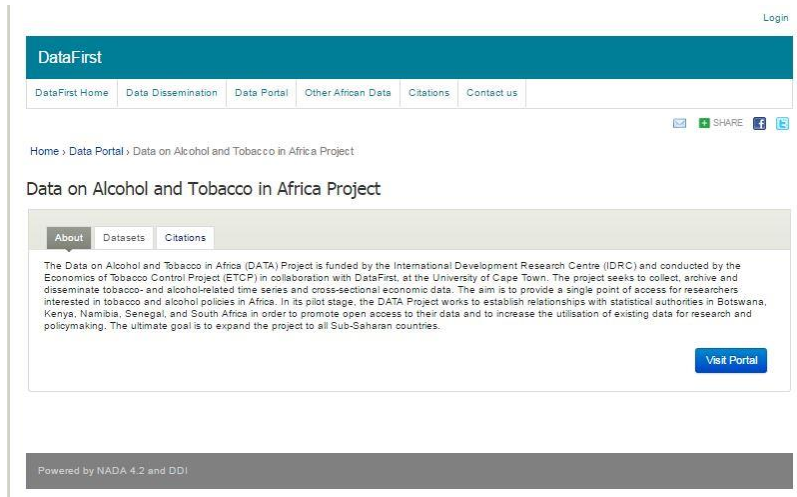 Login
DataFirst
DataFirst Home Data Dissemination Data Portal Other African Data Citations Contact us
SHARE
Home › Data Portal › Data on Alcohol and Tobacco in Africa Project
Data on Alcohol and Tobacco in Africa Project
About Datasets Citations
The Data on Alcohol and Tobacco in Africa (DATA) Project is funded by the International Development Research Centre (IDRC) and conducted by the
Economics of Tobacco Control Project (ETCP) in collaboration with DataFirst, at the University of Cape Town. The project seeks to collect, archive and
disseminate tobacco- and alcohol-related time series and cross-sectional economic data. The aim is to provide a single point of access for researchers
interested in tobacco and alcohol policies in Africa. In its pilot stage, the DATA Project works to establish relationships with statistical authorities in Botswana,
Kenya, Namibia, Senegal, and South Africa in order to promote open access to their data and to increase the utilisation of existing data for research and
policymaking. The ultimate goal is to expand the project to all Sub-Saharan countries.
Visit Portal
Powered by NADA 4.2 and DDI